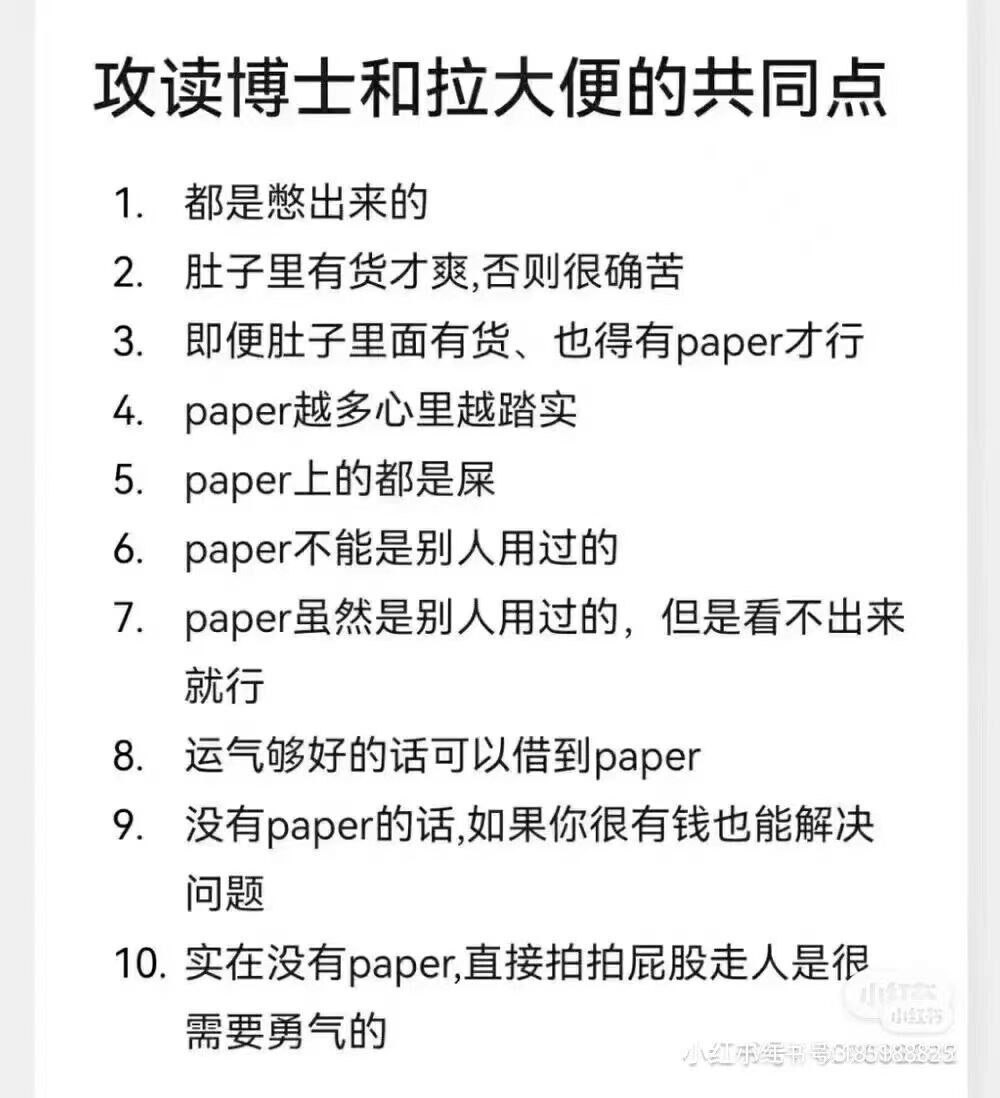 攻读博士和拉大便的共同点
1. 都是憋出来的
2. 肚子里有货才爽,否则很确苦
3. 即便肚子里面有货、也得有paper才行
4. paper越多心里越踏实
5. paper上的都是屎
6. paper不能是别人用过的
7. paper虽然是别人用过的，但是看不出来
就行
8. 运气够好的话可以借到paper
9. 没有paper的话,如果你很有钱也能解决
问题
10. 实在没有paper,直接拍拍屁股走人是很
需要勇气的
小红书
小红书